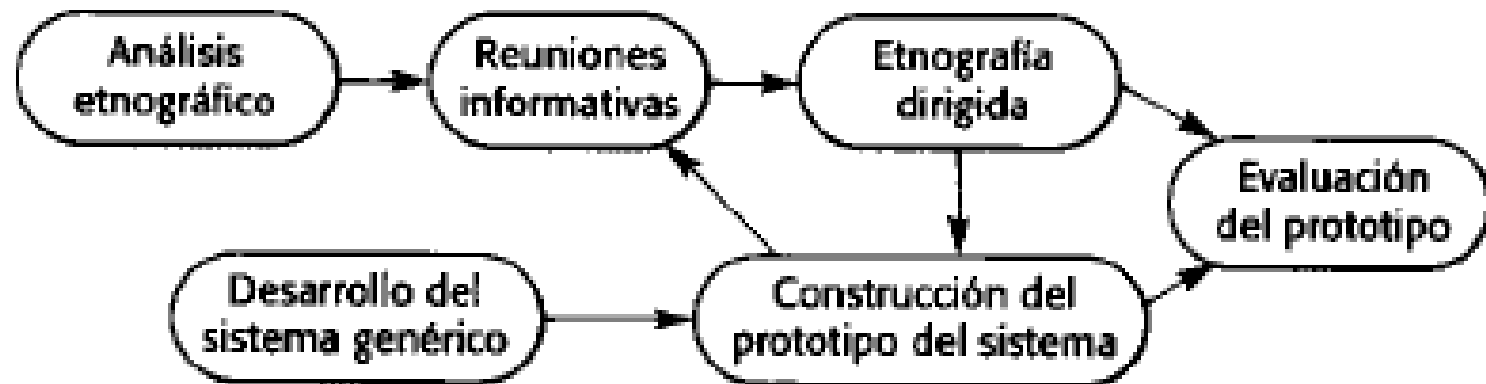 Análisis
etnográfico
Reuniones
informativas
Etnografía
dirigida
Evaluación
del prototipo
Desarrollo del
sistema genérico
Construcción del
prototipo del sistema